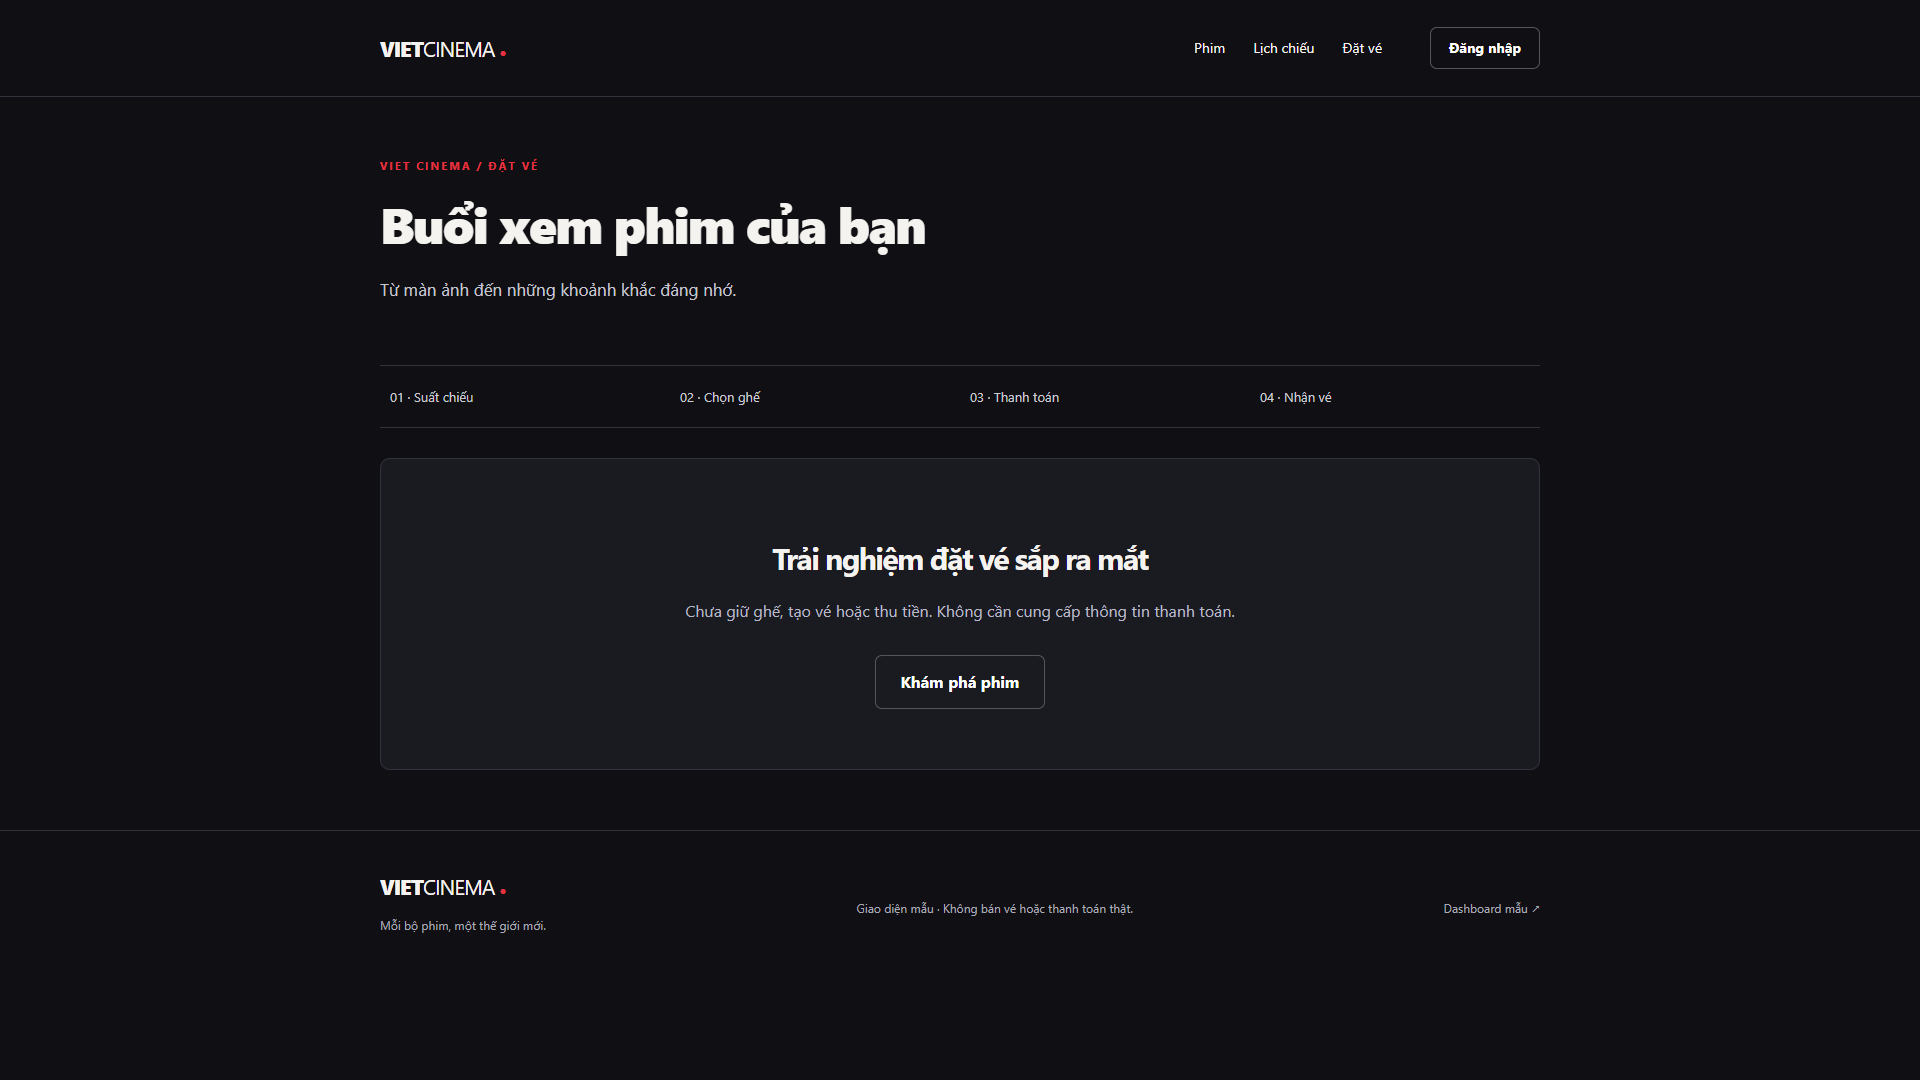 VIETCINEMA
Phim
Lịch chiếu
Đặt vé
Đăng nhập
VIET CINEMA / ĐẶT VÉ
Buổi xem phim của bạn
Từ màn ảnh đến những khoảnh khắc đáng nhớ.
01 · Suất chiếu
02 · Chọn ghế
03 · Thanh toán
04 · Nhận vé
Trải nghiệm đặt vé sắp ra mắt
Chưa giữ ghế, tạo vé hoặc thu tiền. Không cần cung cấp thông tin thanh toán.
Khám phá phim
VIETCINEMA
Mỗi bộ phim, một thế giới mới.
Giao diện mẫu · Không bán vé hoặc thanh toán thật.
Dashboard mẫu ↗